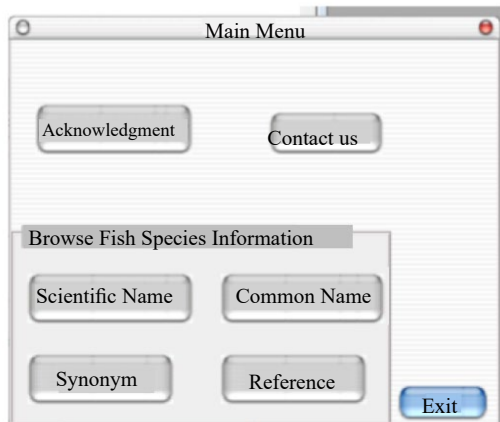 Main Menu
Acknowledgment
Contact us
Browse Fish Species Information
Scientific Name
Common Name
Synonym
Reference
Exit